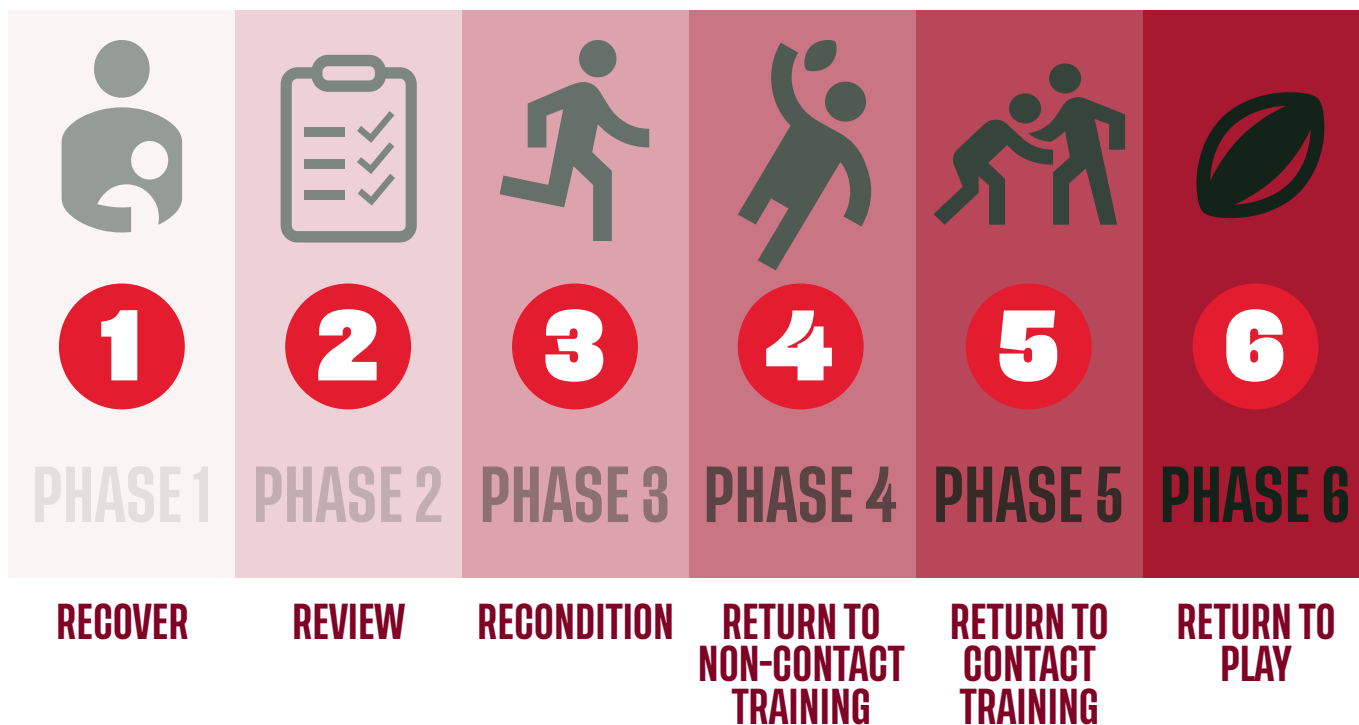 1
2
3
4
5
6
PHASE 1
PHASE 2
PHASE 3
PHASE 4
PHASE 5
PHASE 6
RECOVER
REVIEW
RECONDITION
RETURN TO
NON-CONTACT
TRAINING
RETURN TO
CONTACT
TRAINING
RETURN TO
PLAY